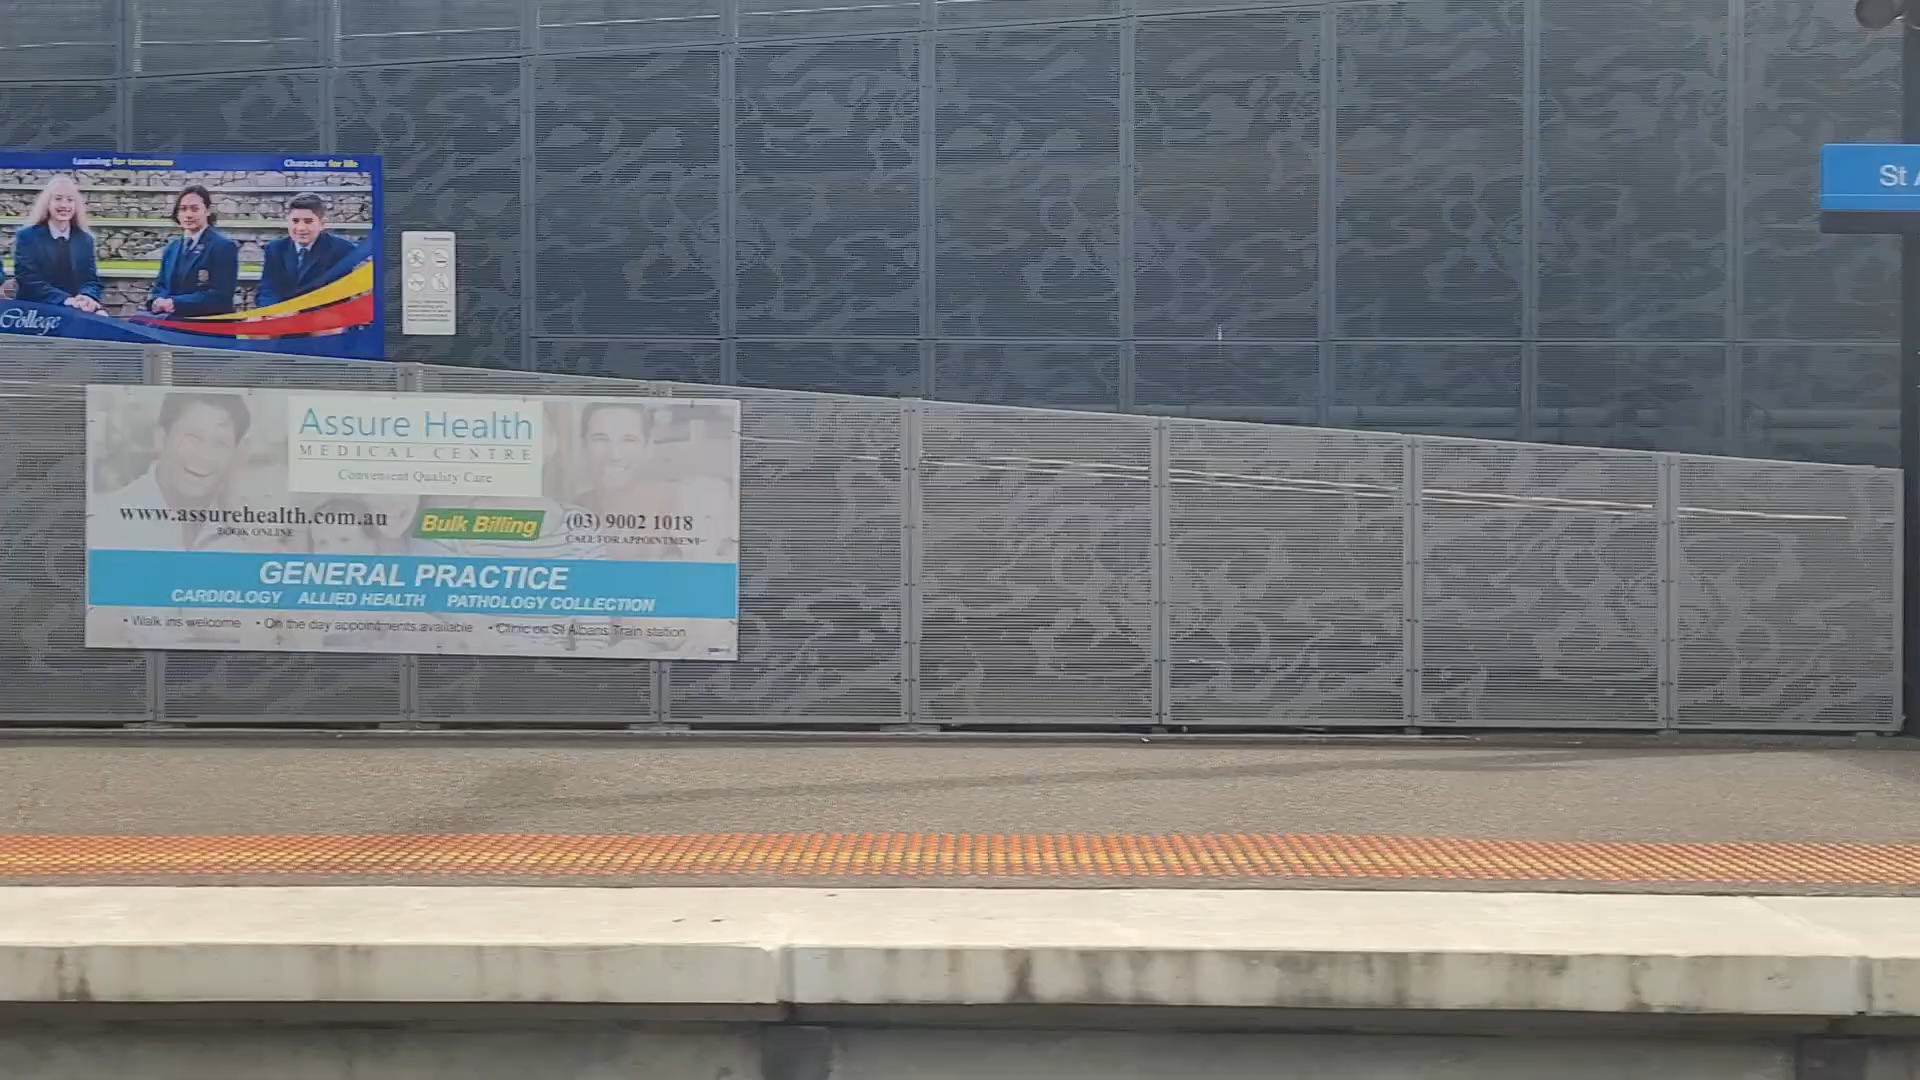 Learning for tomorrow
Character for life
College
St
Assure Health
MEDICAL CENTRE
Convenient Quality Care
www.assurehealth.com.au
BOOK ONLINE
Bulk Billing
(03) 9002 1018
CALL FOR APPOINTMENT
GENERAL PRACTICE
CARDIOLOGY ALLIED HEALTH PATHOLOGY COLLECTION
• Walk ins welcome • On the day appointments available • Clinic on St Albans Train station